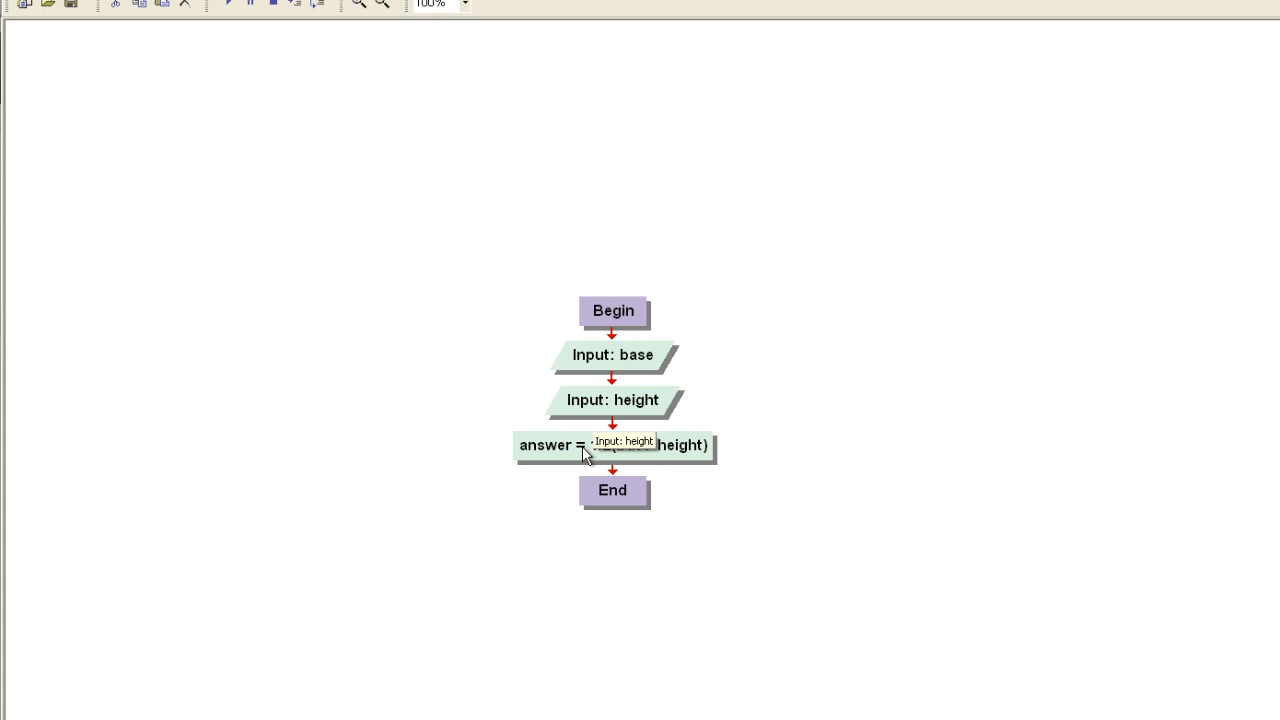 100%
Begin
Input: base
Input: height
Input: height
answer = height)
End